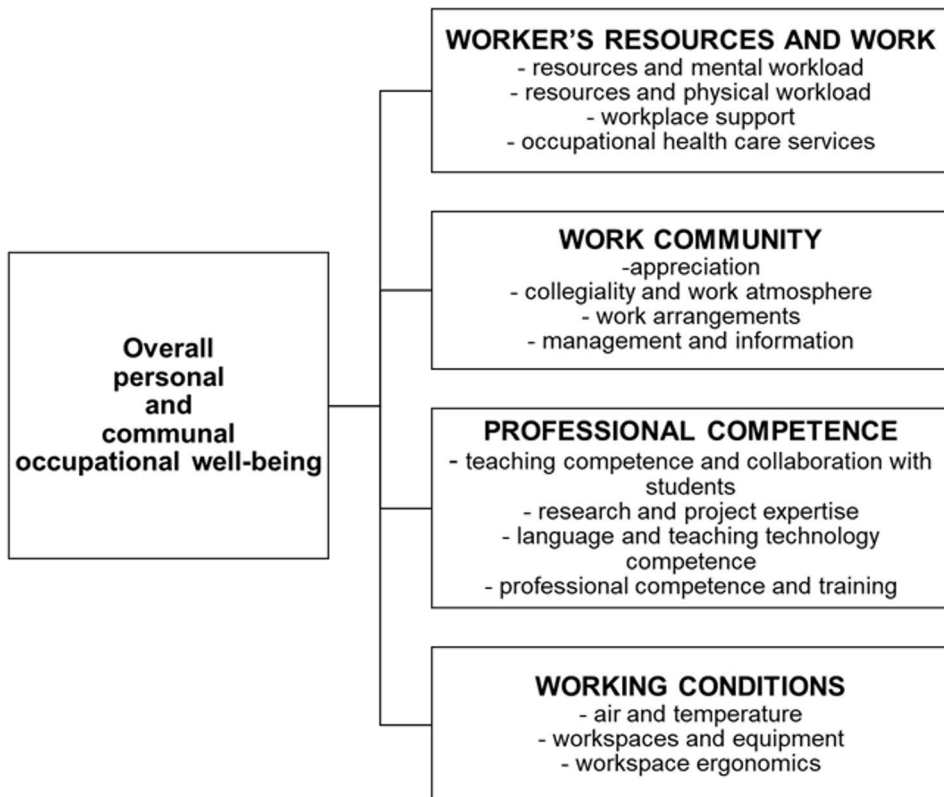 Overall
personal
and
communal
occupational well-being
WORKER'S RESOURCES AND WORK
- resources and mental workload
- resources and physical workload
- workplace support
- occupational health care services
WORK COMMUNITY
-appreciation
- collegiality and work atmosphere
- work arrangements
- management and information
PROFESSIONAL COMPETENCE
- teaching competence and collaboration with
students
- research and project expertise
- language and teaching technology
competence
- professional competence and training
WORKING CONDITIONS
- air and temperature
- workspaces and equipment
- workspace ergonomics